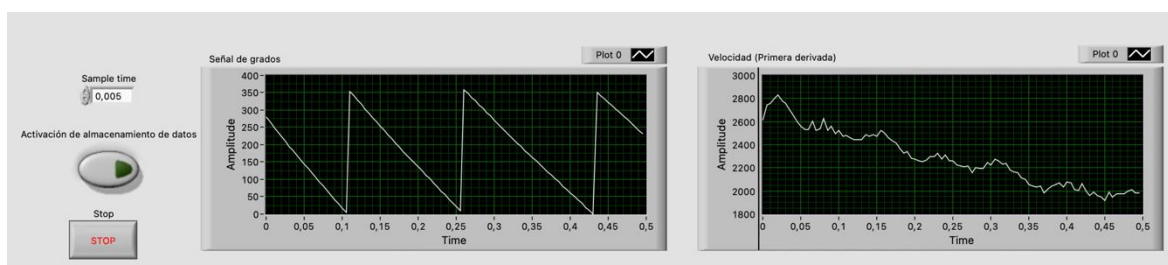 Sample time
0,005
Activación de almacenamiento de datos
Stop
STOP
Señal de grados
Plot 0
Amplitude
400
350
300
250
200
150
100
50
0
0 0,05 0,1 0,15 0,2 0,25 0,3 0,35 0,4 0,45 0,5
Time
Velocidad (Primera derivada)
Plot 0
Amplitude
3000
2800
2600
2400
2200
2000
1800
0 0,05 0,1 0,15 0,2 0,25 0,3 0,35 0,4 0,45 0,5
Time